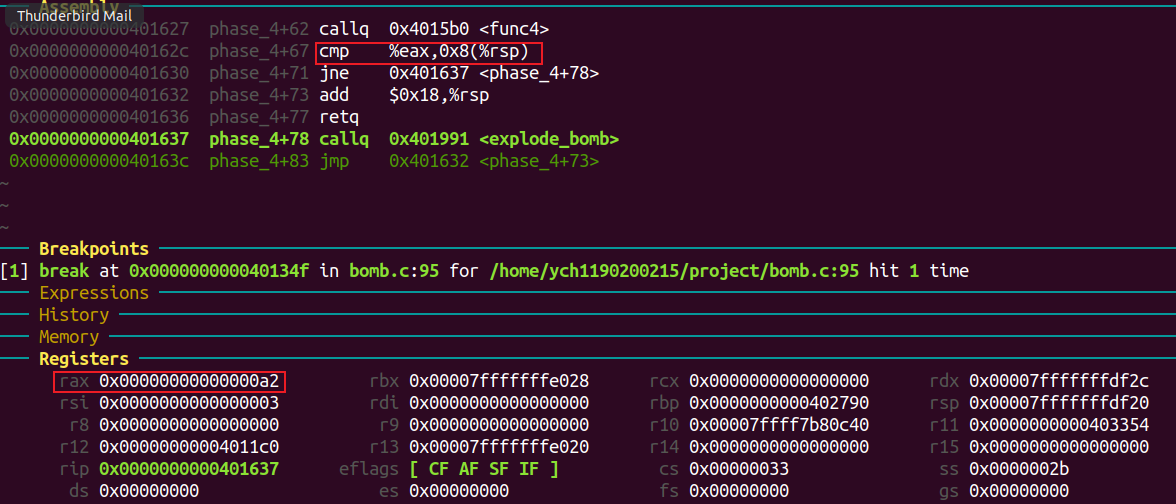 Assembly
Thunderbird Mail
0x0000000000401627 phase_4+62 callq 0x4015b0 <func4>
0x000000000040162c phase_4+67 cmp %eax,0x8(%rsp)
0x0000000000401630 phase_4+71 jne 0x401637 <phase_4+78>
0x0000000000401632 phase_4+73 add $0x18,%rsp
0x0000000000401636 phase_4+77 retq
0x0000000000401637 phase_4+78 callq 0x401991 <explode_bomb>
0x000000000040163c phase_4+83 jmp 0x401632 <phase_4+73>
~
~
~
Breakpoints
[1] break at 0x000000000040134f in bomb.c:95 for /home/ych1190200215/project/bomb.c:95 hit 1 time
Expressions
History
Memory
Registers
rax 0x00000000000000a2 rbx 0x00007fffffffe028 rcx 0x0000000000000000 rdx 0x00007fffffffdf2c
rsi 0x0000000000000003 rdi 0x0000000000000000 rbp 0x0000000000402790 rsp 0x00007fffffffdf20
r8 0x0000000000000000 r9 0x0000000000000000 r10 0x00007ffff7b80c40 r11 0x0000000000403354
r12 0x00000000004011c0 r13 0x00007fffffffe020 r14 0x0000000000000000 r15 0x0000000000000000
rip 0x0000000000401637 eflags [ CF AF SF IF ] cs 0x00000033 ss 0x0000002b
ds 0x00000000 es 0x00000000 fs 0x00000000 gs 0x00000000